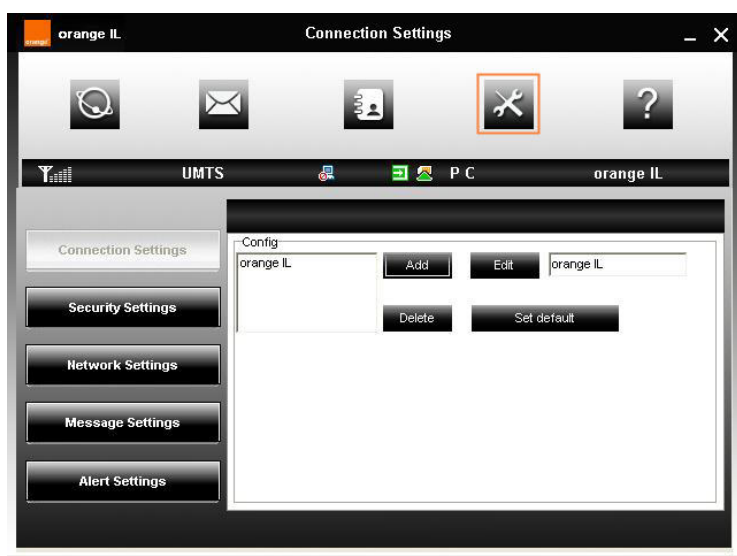 orange IL
Connection Settings
?
UMTS
P C
orange IL
Connection Settings
Security Settings
Network Settings
Message Settings
Alert Settings
Config
orange IL
Add
Edit
orange IL
Delete
Set default